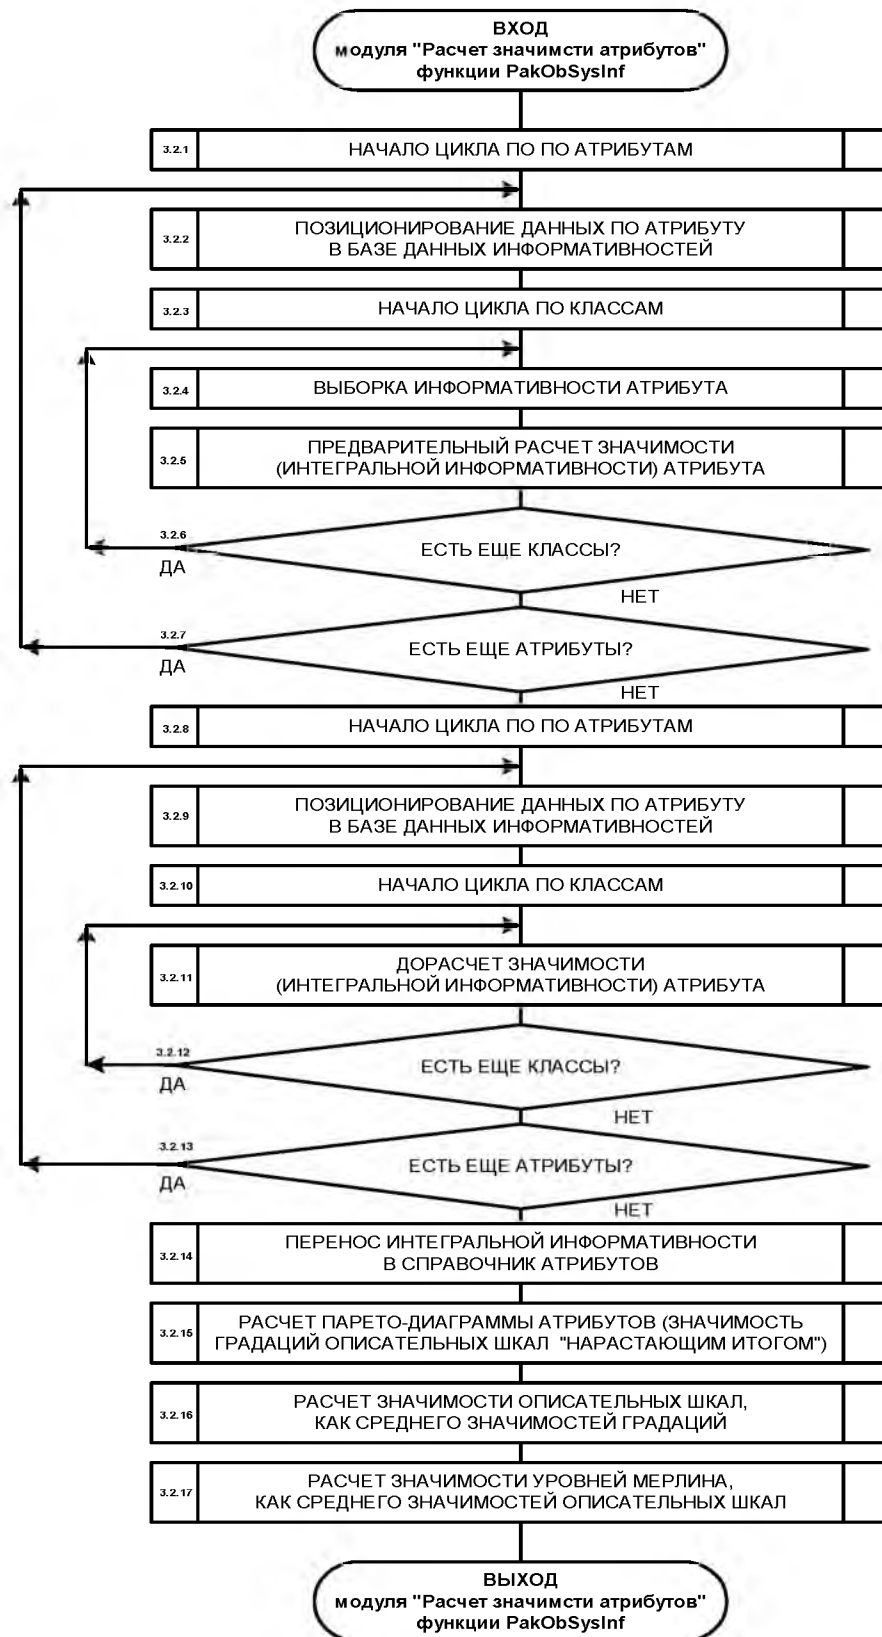 ВХОД
модуля "Расчет значимсти атрибутов"
функции PakObSysInf
3.2.1
НАЧАЛО ЦИКЛА ПО ПО АТРИБУТАМ
3.2.2
ПОЗИЦИОНИРОВАНИЕ ДАННЫХ ПО АТРИБУТУ
В БАЗЕ ДАННЫХ ИНФОРМАТИВНОСТЕЙ
3.2.3
НАЧАЛО ЦИКЛА ПО КЛАССАМ
3.2.4
ВЫБОРКА ИНФОРМАТИВНОСТИ АТРИБУТА
3.2.5
ПРЕДВАРИТЕЛЬНЫЙ РАСЧЕТ ЗНАЧИМОСТИ
(ИНТЕГРАЛЬНОЙ ИНФОРМАТИВНОСТИ) АТРИБУТА
3.2.6
ЕСТЬ ЕЩЕ КЛАССЫ?
ДА
НЕТ
3.2.7
ЕСТЬ ЕЩЕ АТРИБУТЫ?
ДА
НЕТ
3.2.8
НАЧАЛО ЦИКЛА ПО ПО АТРИБУТАМ
3.2.9
ПОЗИЦИОНИРОВАНИЕ ДАННЫХ ПО АТРИБУТУ
В БАЗЕ ДАННЫХ ИНФОРМАТИВНОСТЕЙ
3.2.10
НАЧАЛО ЦИКЛА ПО КЛАССАМ
3.2.11
ДОРАСЧЕТ ЗНАЧИМОСТИ
(ИНТЕГРАЛЬНОЙ ИНФОРМАТИВНОСТИ) АТРИБУТА
3.2.12
ЕСТЬ ЕЩЕ КЛАССЫ?
ДА
НЕТ
3.2.13
ЕСТЬ ЕЩЕ АТРИБУТЫ?
ДА
НЕТ
3.2.14
ПЕРЕНОС ИНТЕГРАЛЬНОЙ ИНФОРМАТИВНОСТИ
В СПРАВОЧНИК АТРИБУТОВ
3.2.15
РАСЧЕТ ПАРЕТО-ДИАГРАММЫ АТРИБУТОВ (ЗНАЧИМОСТЬ
ГРАДАЦИЙ ОПИСАТЕЛЬНЫХ ШКАЛ "НАРАСТАЮЩИМ ИТОГОМ")
3.2.16
РАСЧЕТ ЗНАЧИМОСТИ ОПИСАТЕЛЬНЫХ ШКАЛ,
КАК СРЕДНЕГО ЗНАЧИМОСТЕЙ ГРАДАЦИЙ
3.2.17
РАСЧЕТ ЗНАЧИМОСТИ УРОВНЕЙ МЕРЛИНА,
КАК СРЕДНЕГО ЗНАЧИМОСТЕЙ ОПИСАТЕЛЬНЫХ ШКАЛ
ВЫХОД
модуля "Расчет значимсти атрибутов"
функции PakObSysInf